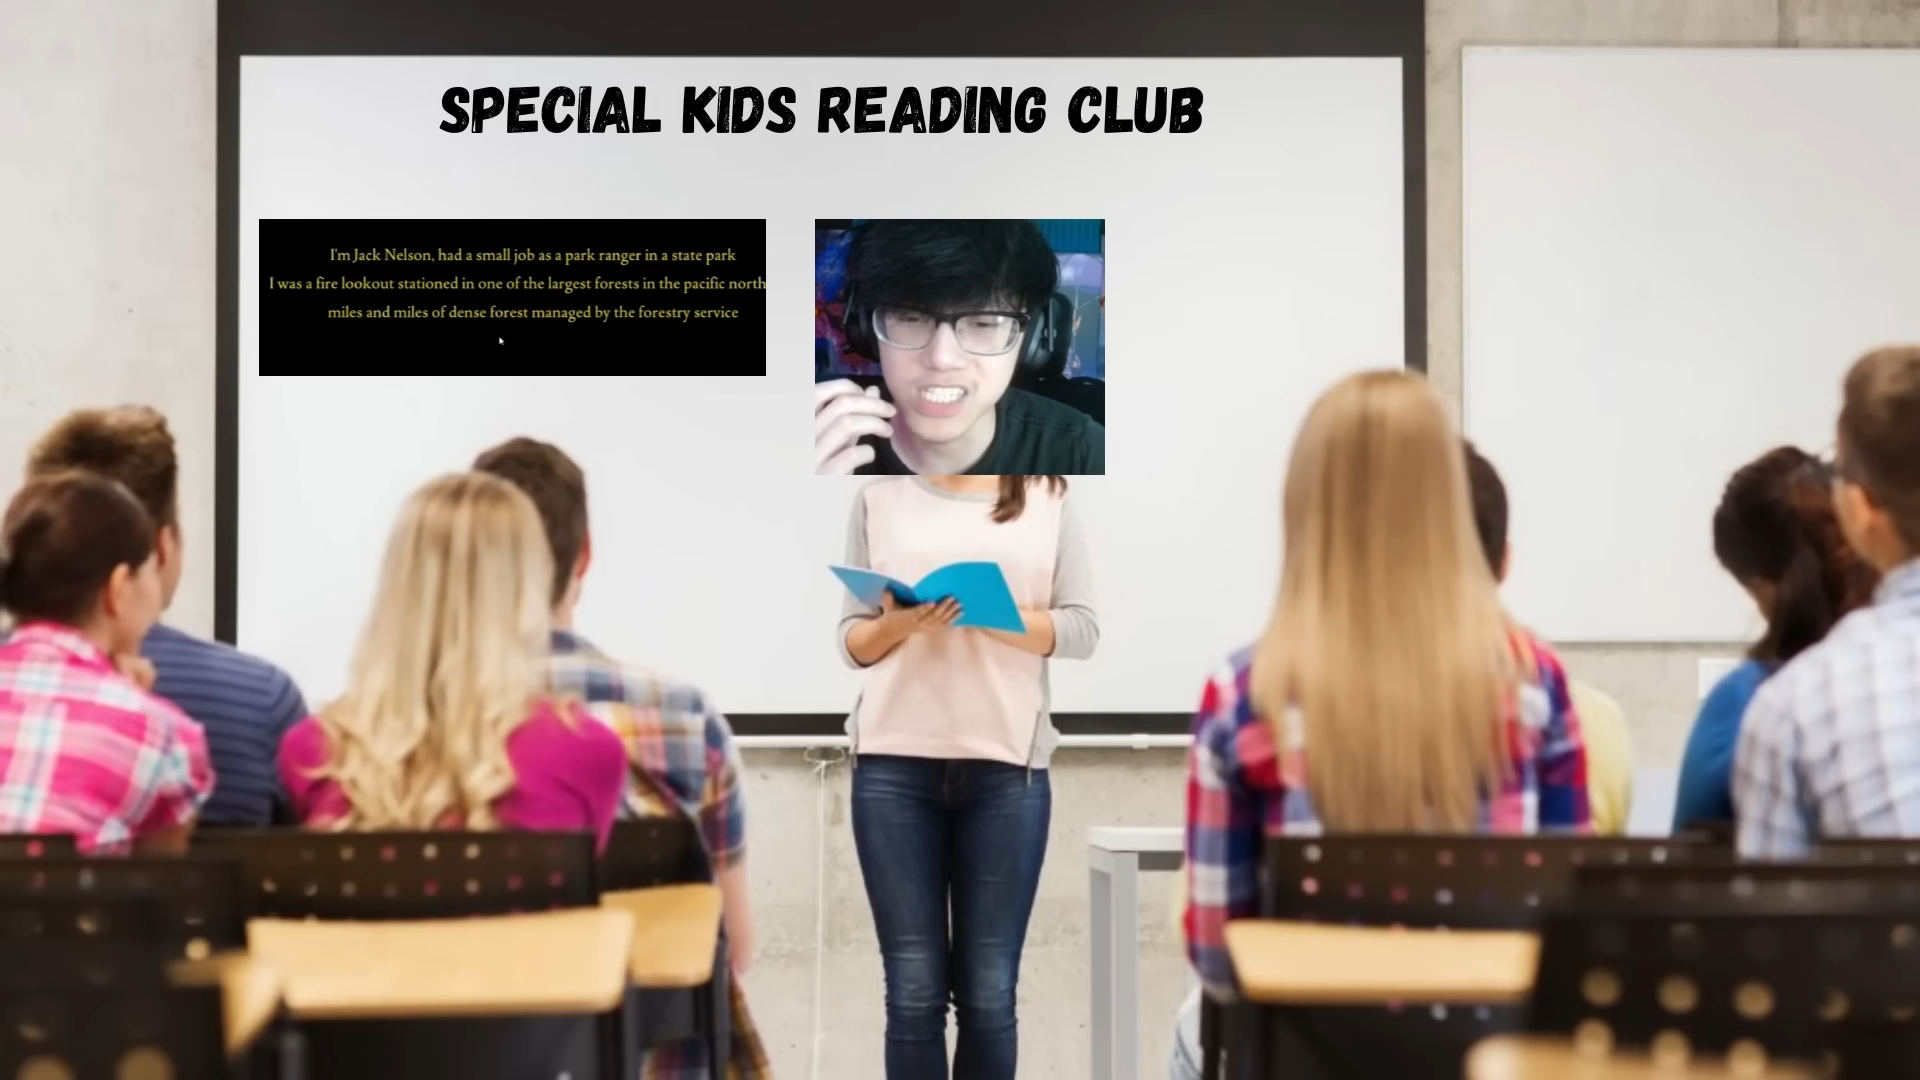 SPECIAL KIDS READING CLUB
I'm Jack Nelson, had a small job as a park ranger in a state park
I was a fire lookout stationed in one of the largest forests in the pacific north
miles and miles of dense forest managed by the forestry service